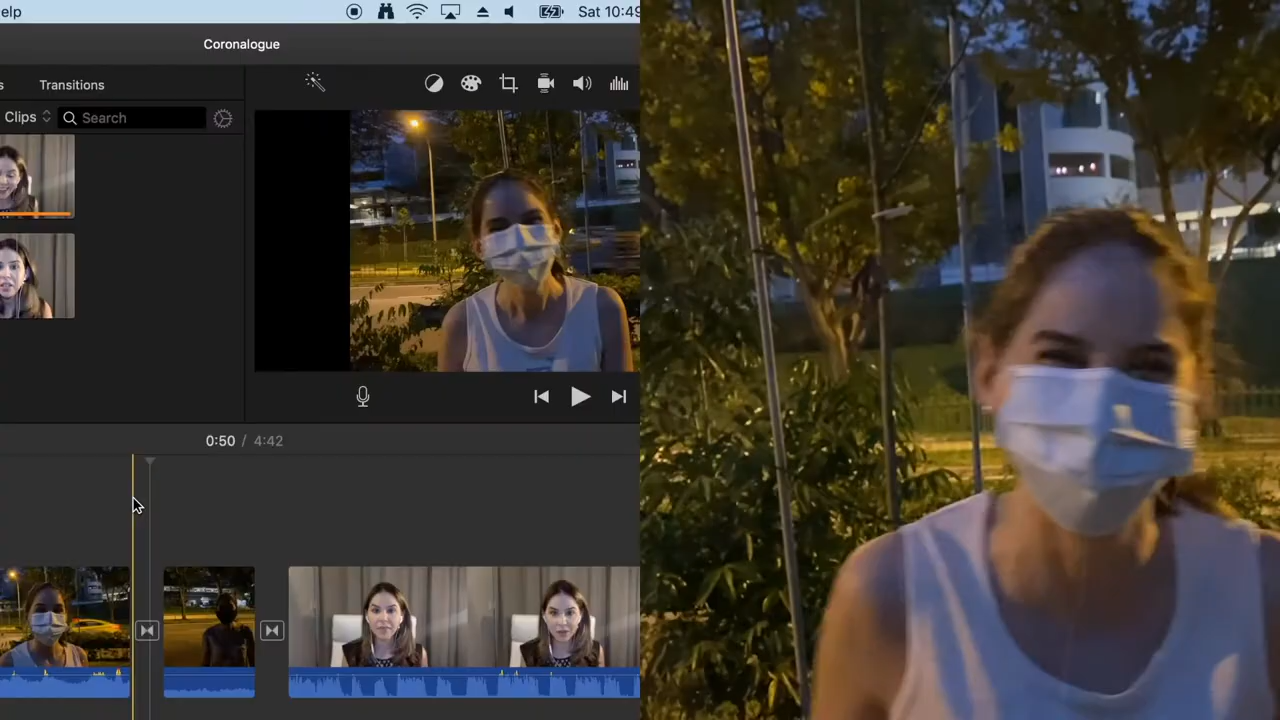 elp
Sat 10:49
Coronalogue
s
Transitions
Clips
Search
0:50 / 4:42